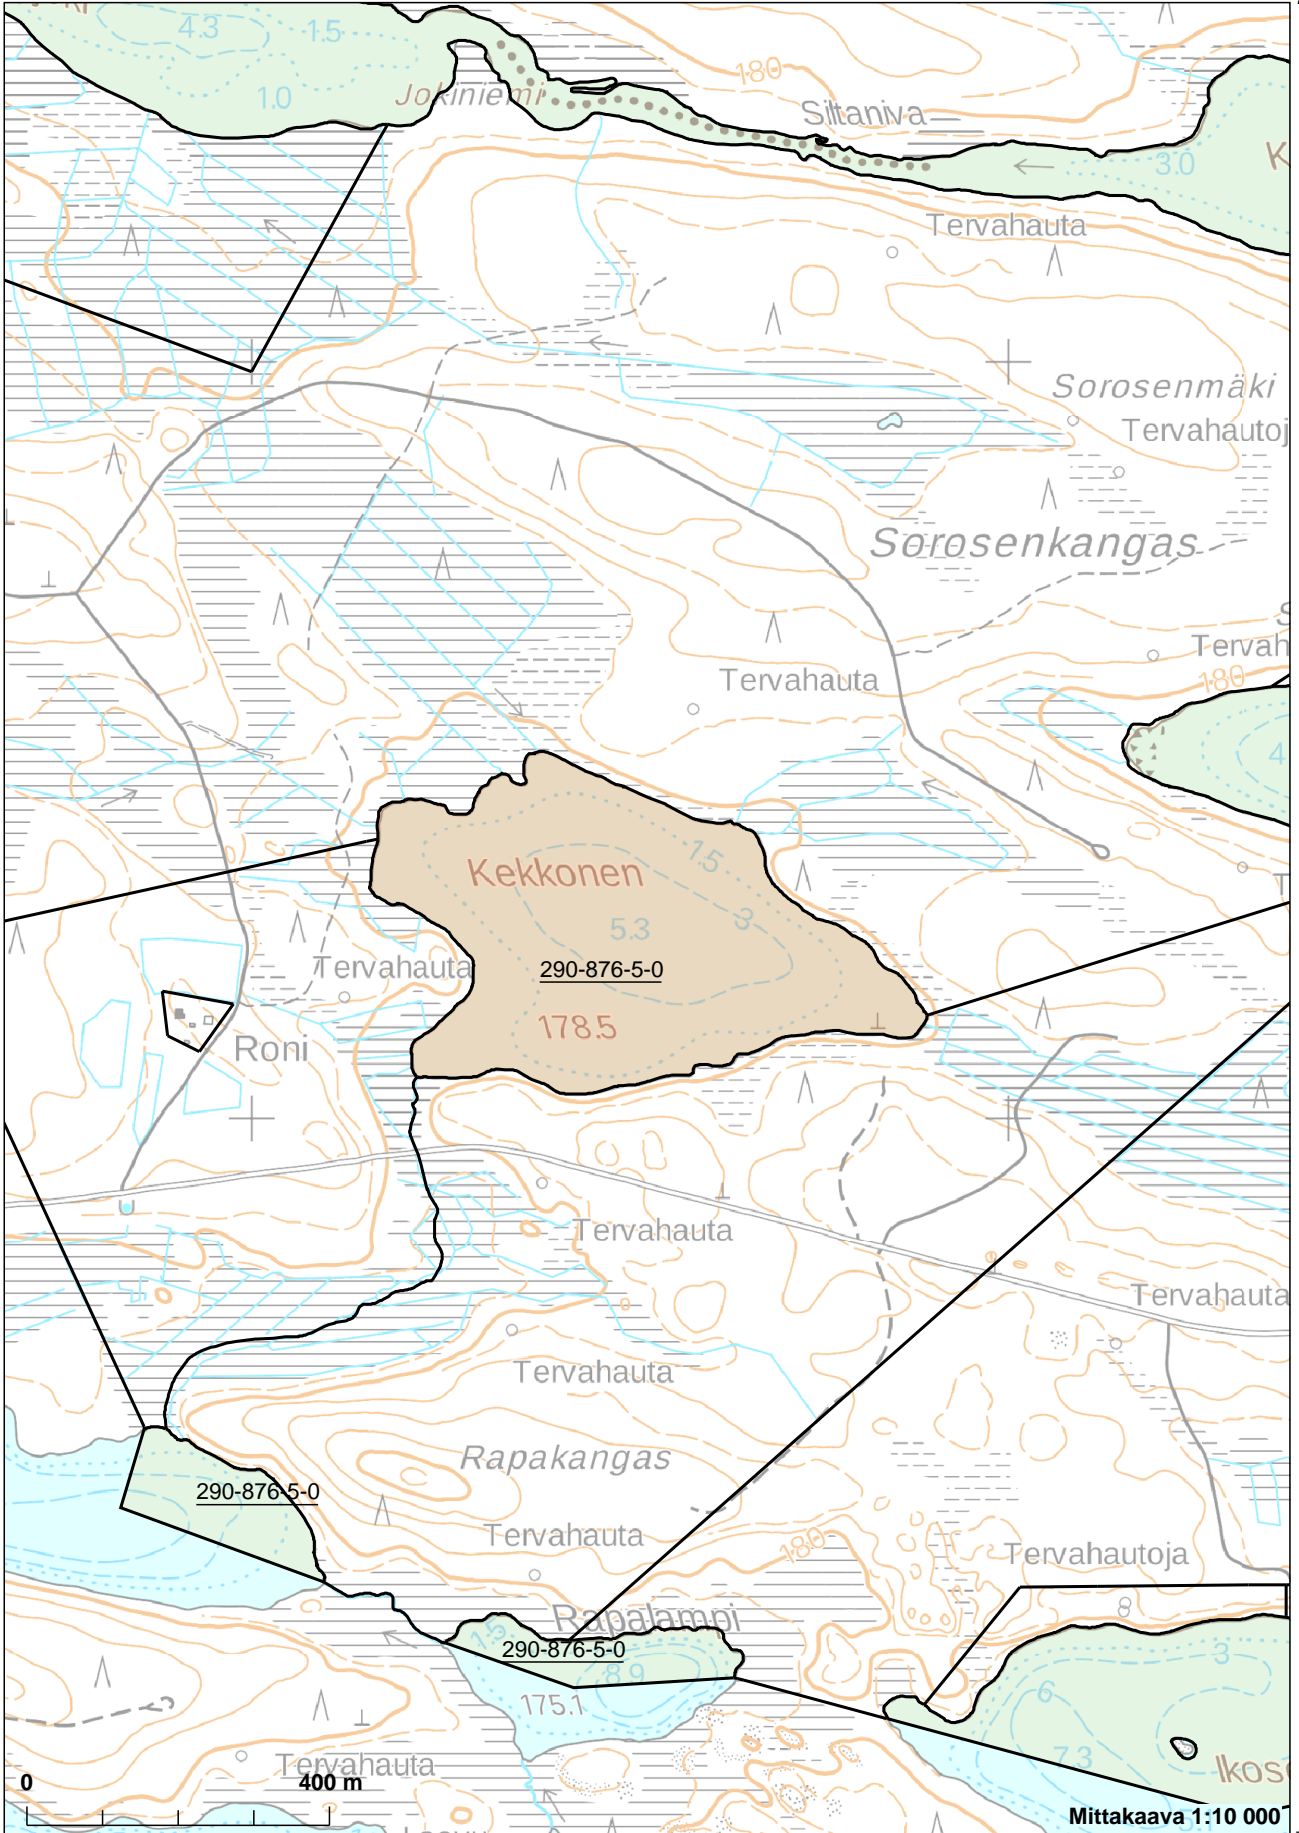 4.3
1.5
1.0
Jokiniemi
180
Siltaniva
3.0
Tervahauta
Sorosenmäki
Tervahautoj
Sorosenkangas
Tervah
180
Tervahauta
4
Kekkonen
1.5
3
5.3
290-876-5-0
Tervahauta
178.5
Roni
Tervahauta
Tervahauta
Tervahauta
Rapakangas
290-876-5-0
Tervahauta
180
Tervahautoja
Rapalampi
1.5
290-876-5-0
8.9
175.1
3
6
7.3
Ikose
Tervahauta
0
400 m
Mittakaava 1:10 000